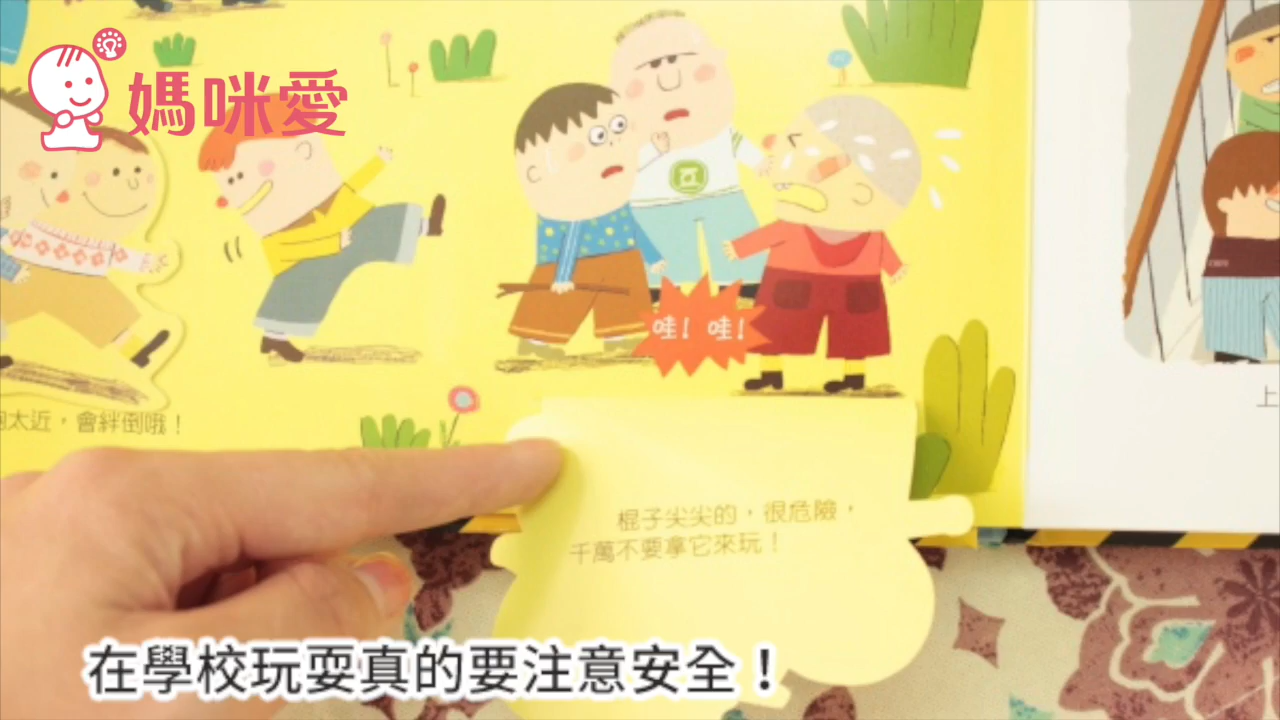 媽咪愛
哇！哇！
跑太近，會絆倒哦！
上
棍子尖尖的，很危險，
千萬不要拿它來玩！
在學校玩耍真的要注意安全！